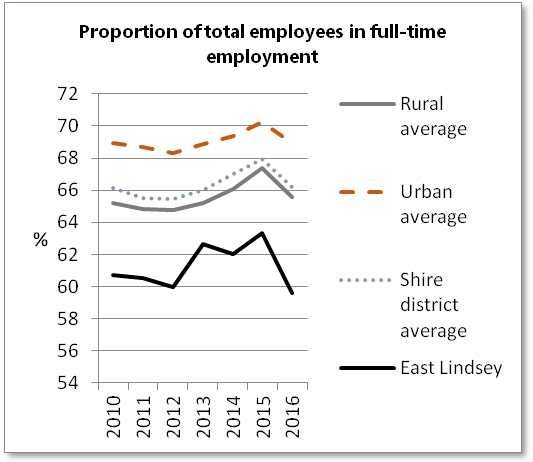 Proportion of total employees in full-time
employment
72
70
68
66
64
62
60
58
56
54
%
2010
2011
2012
2013
2014
2015
2016
Rural
average
Urban
average
Shire
district
average
East Lindsey